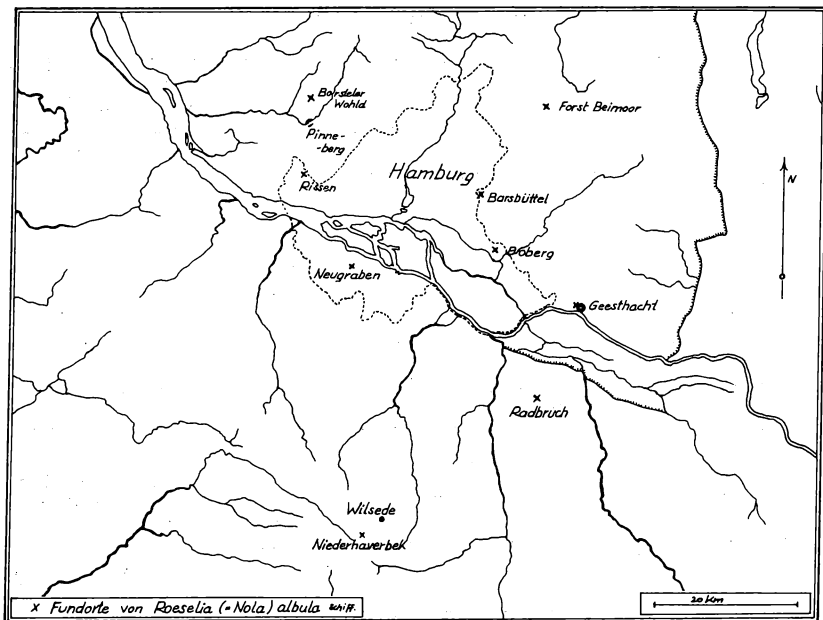 Borsteler
Wohld
Forst Beimoor
Pinne-
-berg
Hamburg
N
Rissen
Barsbüttel
Boberg
Neugraben
Geesthacht
Radbruch
Wilsede
Niederhaverbek
x Fundorte von Roeselia (=Nola) albula Schiff.
20 km